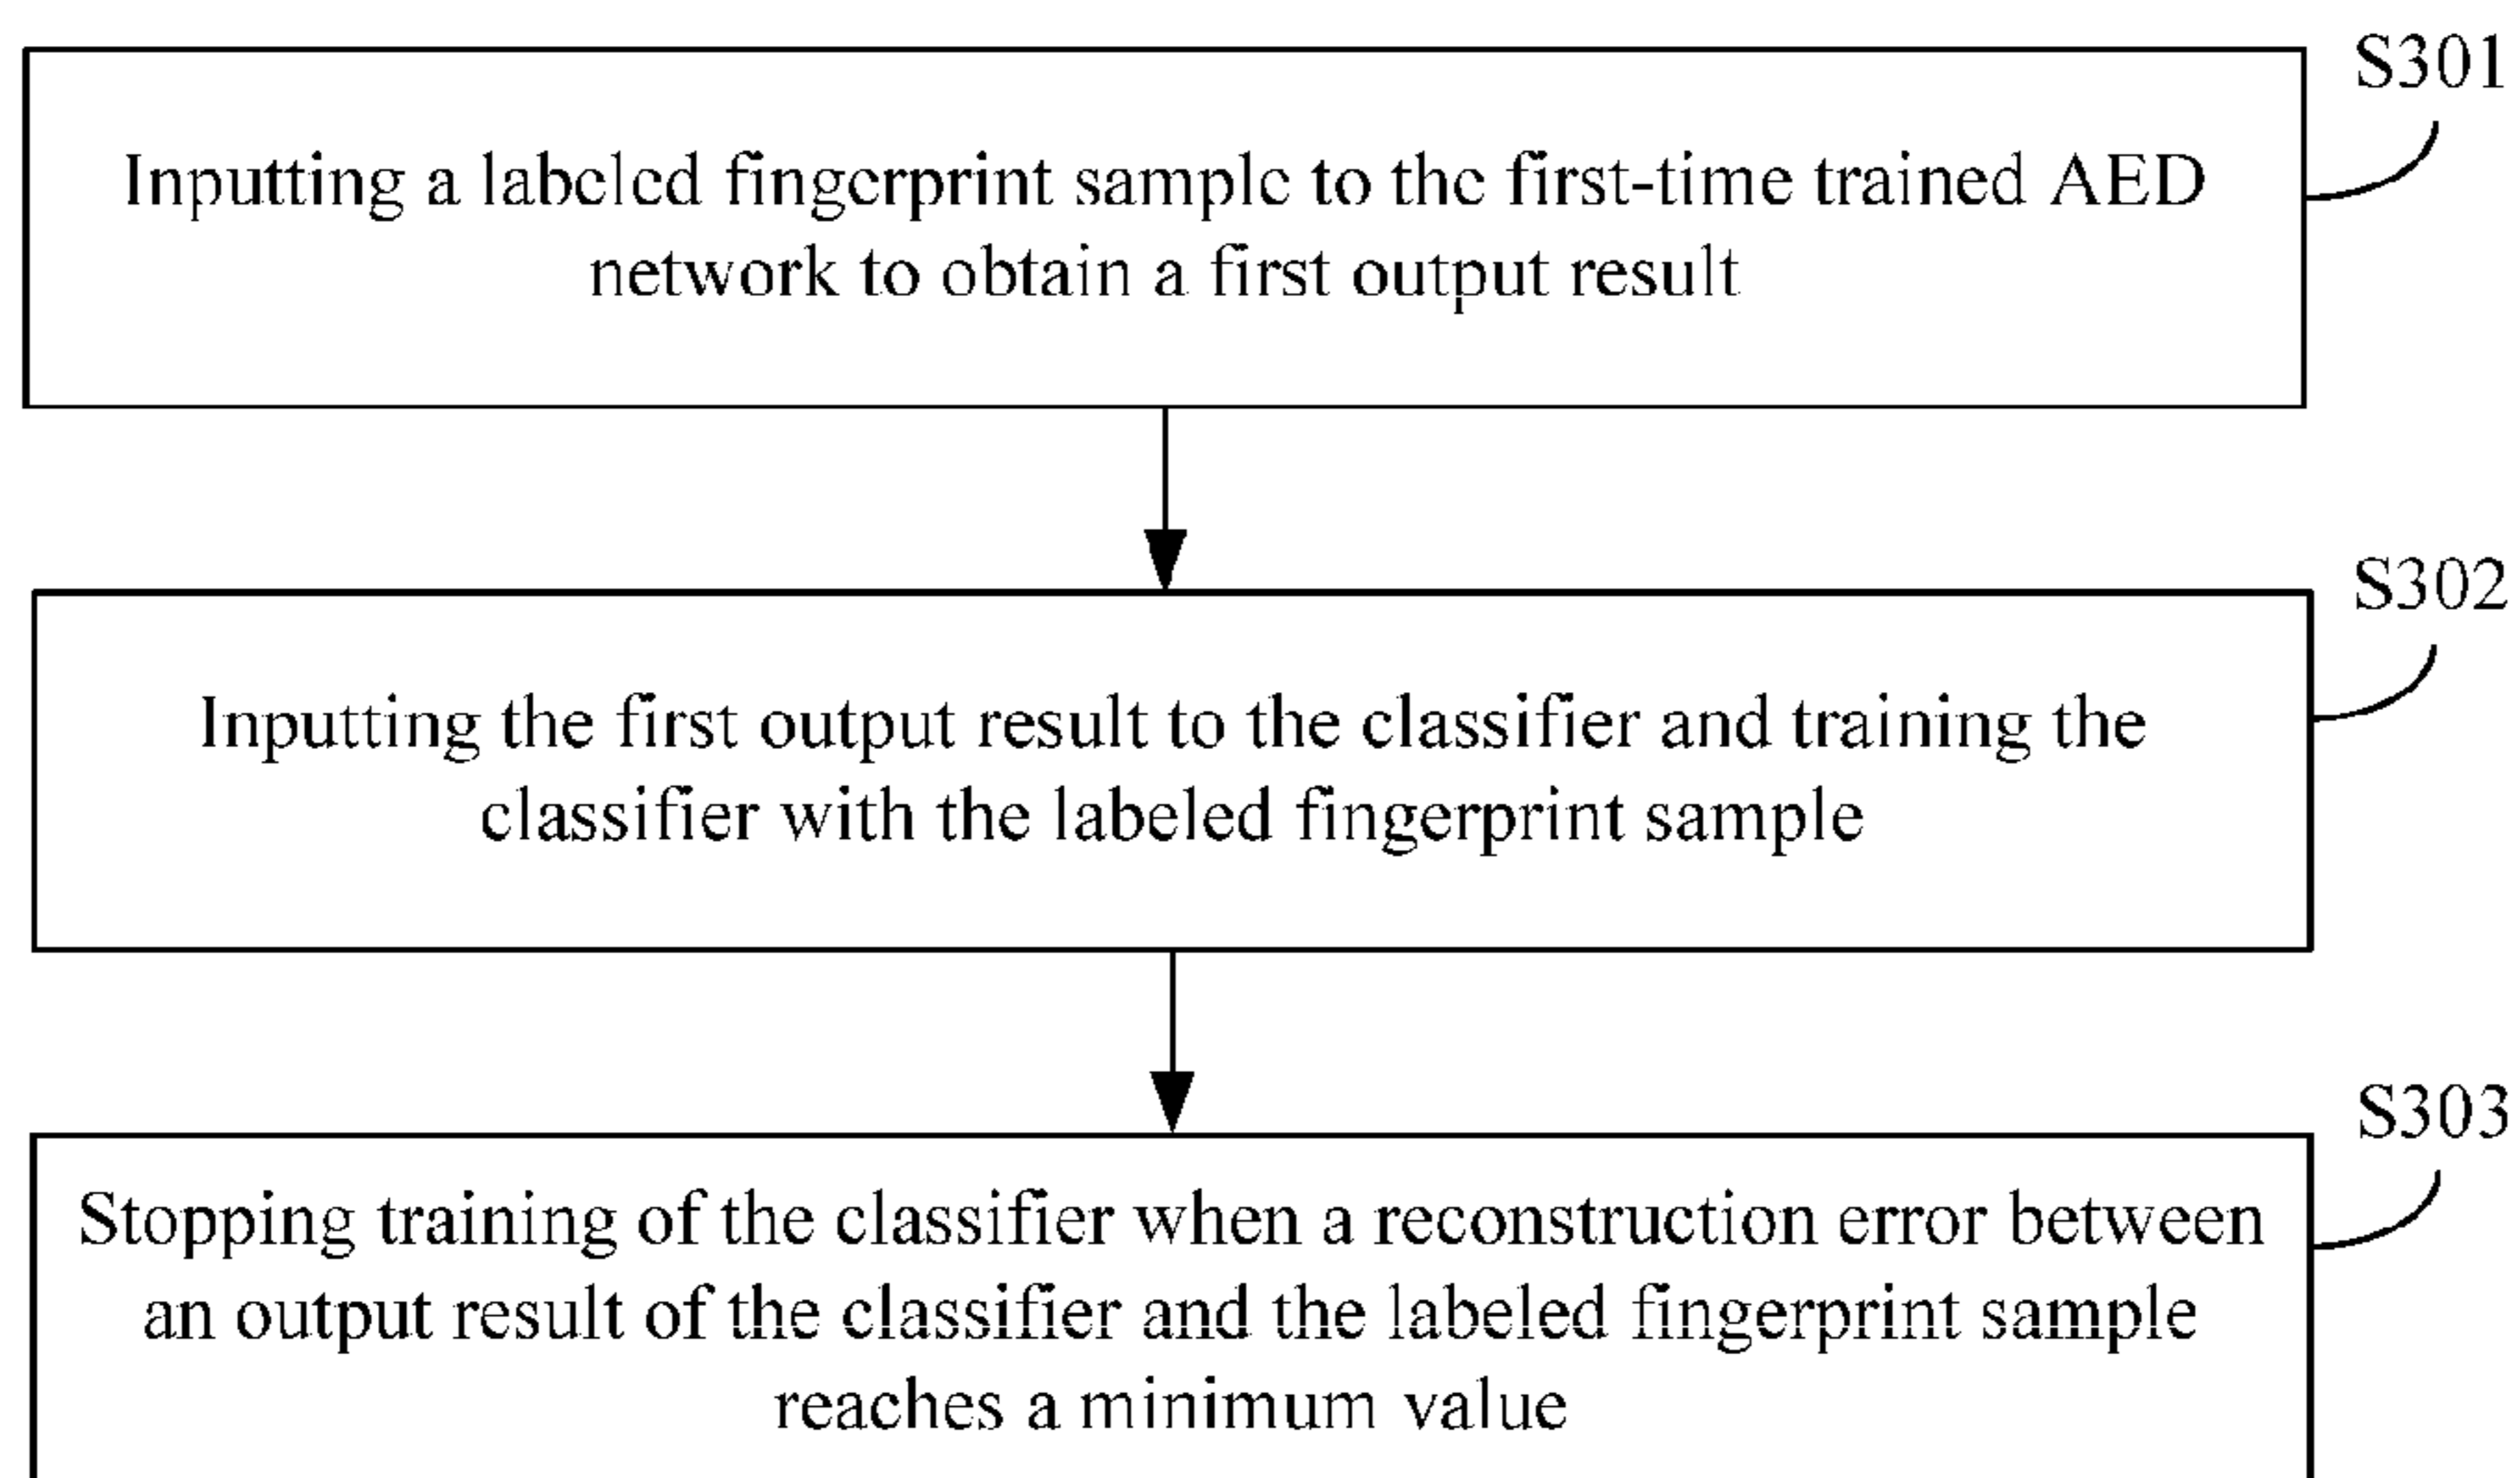 S301
Inputting a labeled fingerprint sample to the first-time trained AED
network to obtain a first output result
S302
Inputting the first output result to the classifier and training the
classifier with the labeled fingerprint sample
S303
Stopping training of the classifier when a reconstruction error between
an output result of the classifier and the labeled fingerprint sample
reaches a minimum value